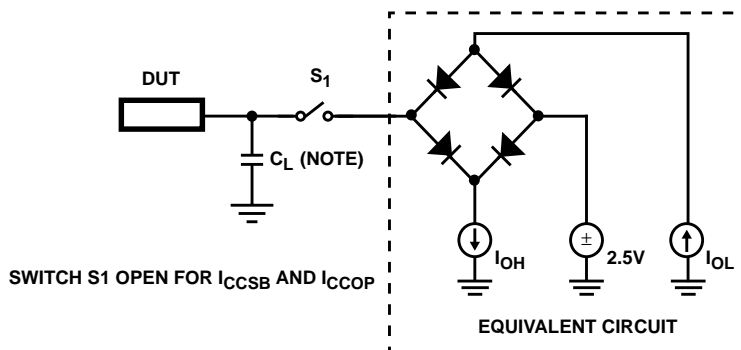 DUT
S1
CL (NOTE)
IOH
±
2.5V
IOL
SWITCH S1 OPEN FOR ICCSB AND ICCOP
EQUIVALENT CIRCUIT